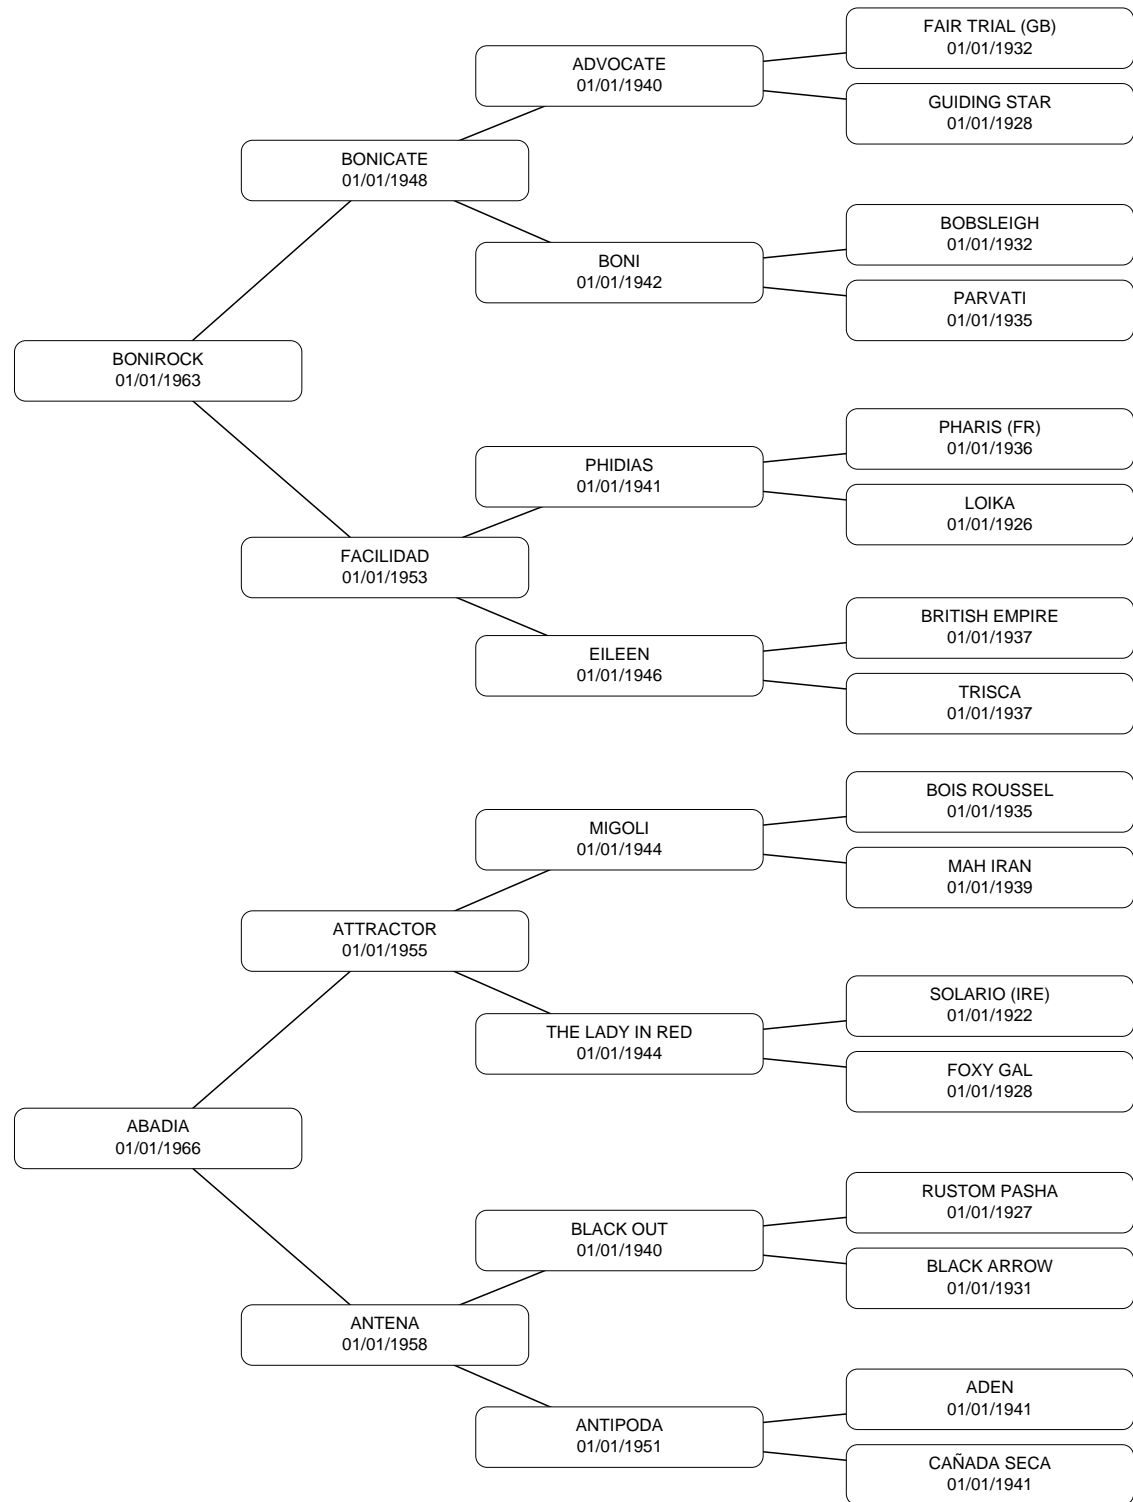 FAIR TRIAL (GB)
01/01/1932
ADVOCATE
01/01/1940
GUIDING STAR
01/01/1928
BONICATE
01/01/1948
BOBSLEIGH
01/01/1932
BONI
01/01/1942
PARVATI
01/01/1935
BONIROCK
01/01/1963
PHARIS (FR)
01/01/1936
PHIDIAS
01/01/1941
LOIKA
01/01/1926
FACILIDAD
01/01/1953
BRITISH EMPIRE
01/01/1937
EILEEN
01/01/1946
TRISCA
01/01/1937
BOIS ROUSSEL
01/01/1935
MIGOLI
01/01/1944
MAH IRAN
01/01/1939
ATTRACTOR
01/01/1955
SOLARIO (IRE)
01/01/1922
THE LADY IN RED
01/01/1944
FOXY GAL
01/01/1928
ABADIA
01/01/1966
RUSTOM PASHA
01/01/1927
BLACK OUT
01/01/1940
BLACK ARROW
01/01/1931
ANTENA
01/01/1958
ADEN
01/01/1941
ANTIPODA
01/01/1951
CAÑADA SECA
01/01/1941